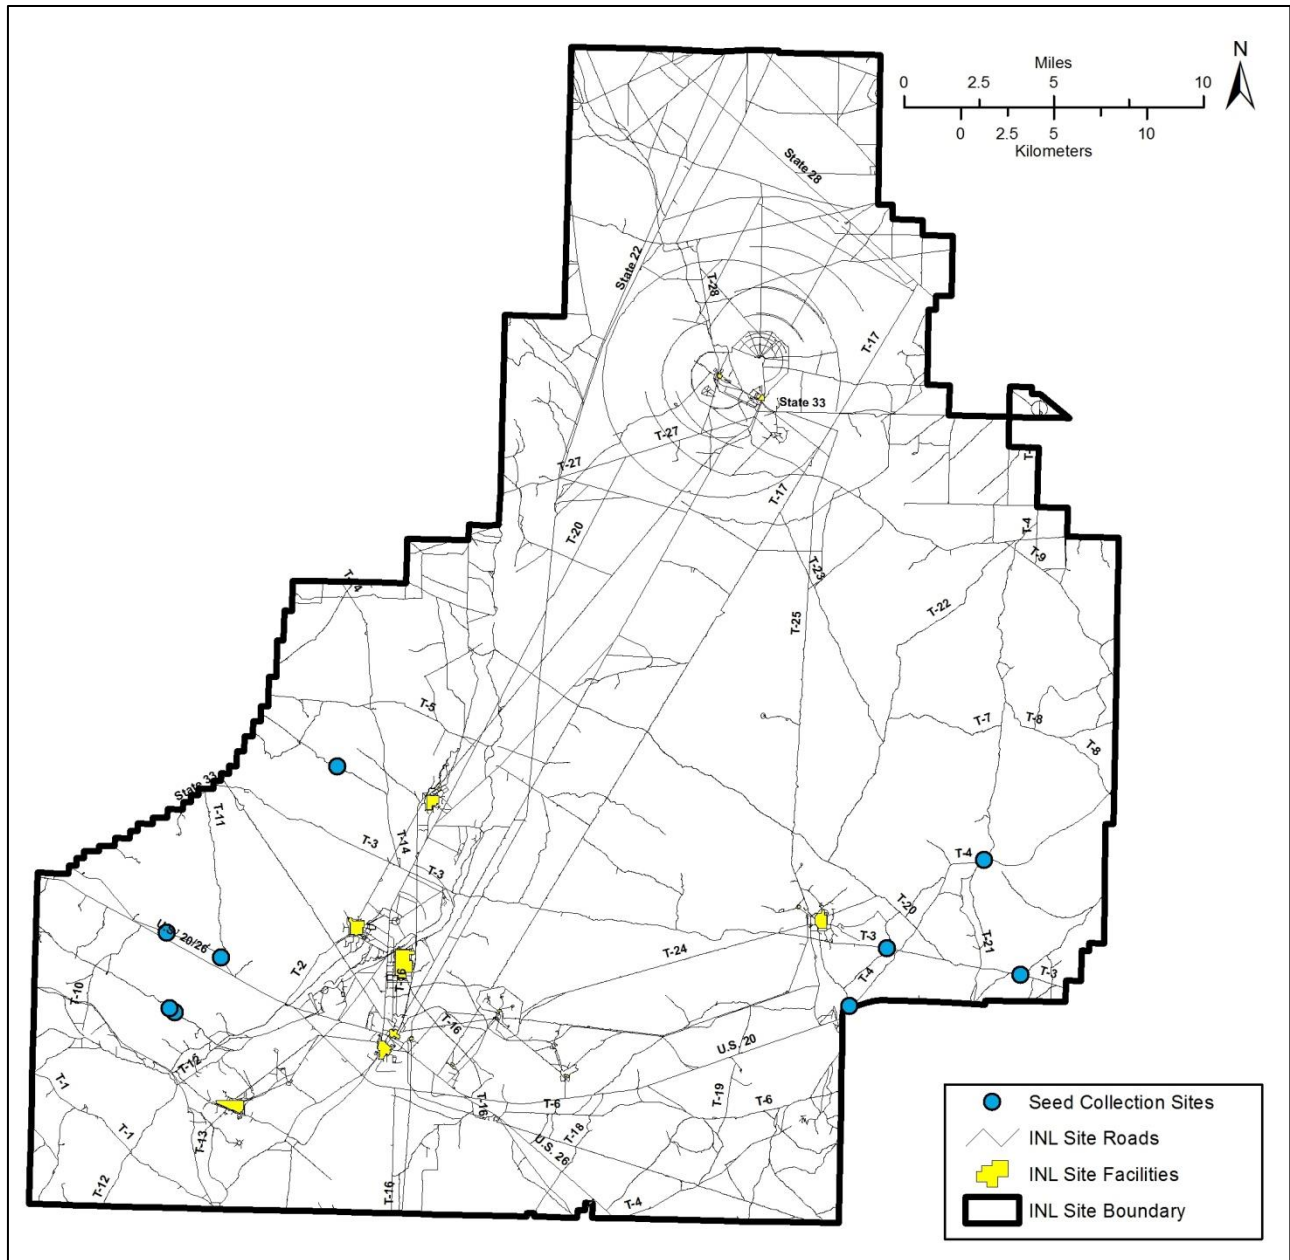 N
Miles
0 2.5 5 10
0 2.5 5 10
Kilometers
State 28
State 22
T-28
T-17
State 33
T-27
T-27
T-17
T-20
T-4
T-9
T-23
T-22
T-25
T-5
T-7
T-8
T-8
State 33
T-11
T-3
T-14
T-3
T-4
T-20
U.S. 20/26
T-3
T-21
T-24
T-2
T-4
T-3
T-16
T-10
T-16
U.S. 20
T-12
T-1
T-19
T-16
T-6
T-6
T-1
T-13
T-18
U.S. 26
T-12
T-16
T-4
Seed Collection Sites
INL Site Roads
INL Site Facilities
INL Site Boundary